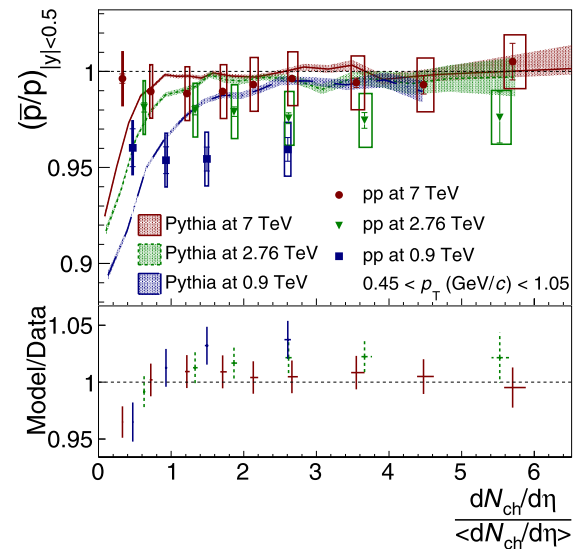 (p̅/p)|y|<0.5
1
0.95
0.9
pp at 7 TeV
Pythia at 7 TeV
pp at 2.76 TeV
Pythia at 2.76 TeV
pp at 0.9 TeV
Pythia at 0.9 TeV
0.45 < pT (GeV/c) < 1.05
Model/Data
1.05
1
0.95
0 1 2 3 4 5 6
dNch/dη
<dNch/dη>